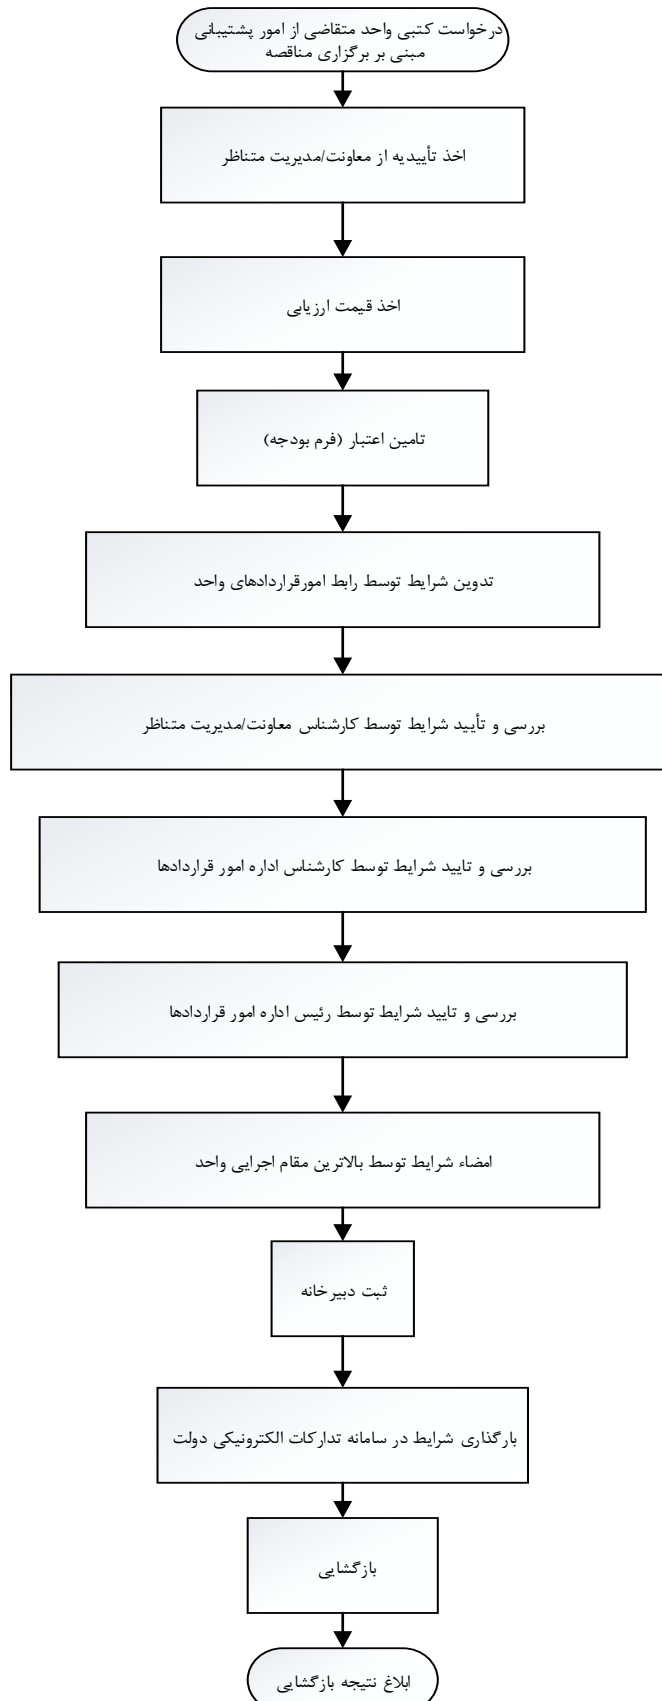 درخواست کتبی واحد متقاضی از امور پشتیبانی
مبنی بر برگزاری مناقصه
اخذ تأییدیه از معاونت/مدیریت متناظر
اخذ قیمت ارزیابی
تامین اعتبار (فرم بودجه)
تدوین شرایط توسط رابط امورقراردادهای واحد
بررسی و تأیید شرایط توسط کارشناس معاونت/مدیریت متناظر
بررسی و تایید شرایط توسط کارشناس اداره امور قراردادها
بررسی و تایید شرایط توسط رئیس اداره امور قراردادها
امضاء شرایط توسط بالاترین مقام اجرایی واحد
ثبت دبیرخانه
بارگذاری شرایط در سامانه تدارکات الکترونیکی دولت
بازگشایی
ابلاغ نتیجه بازگشایی